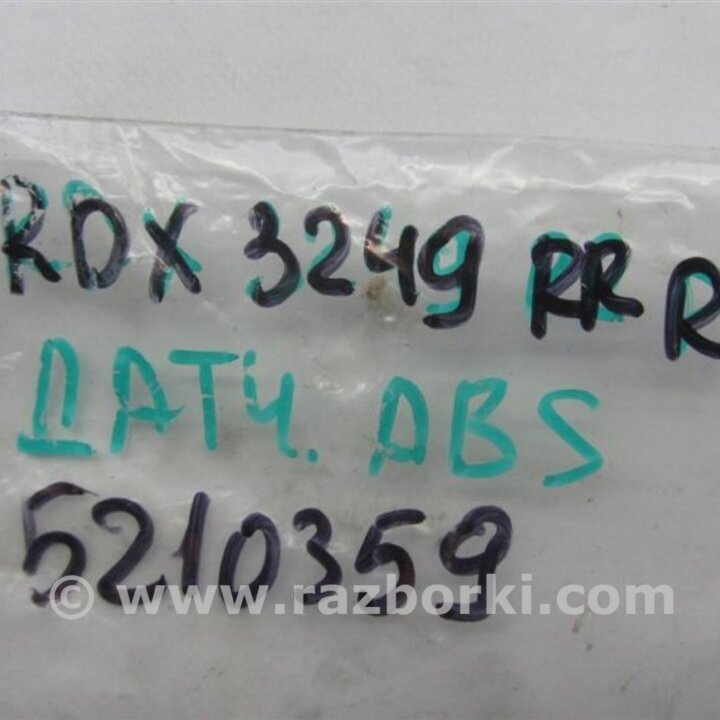 RDX 3249 RR R
ДАТЧ. ABS
5210359
© www.razborki.com